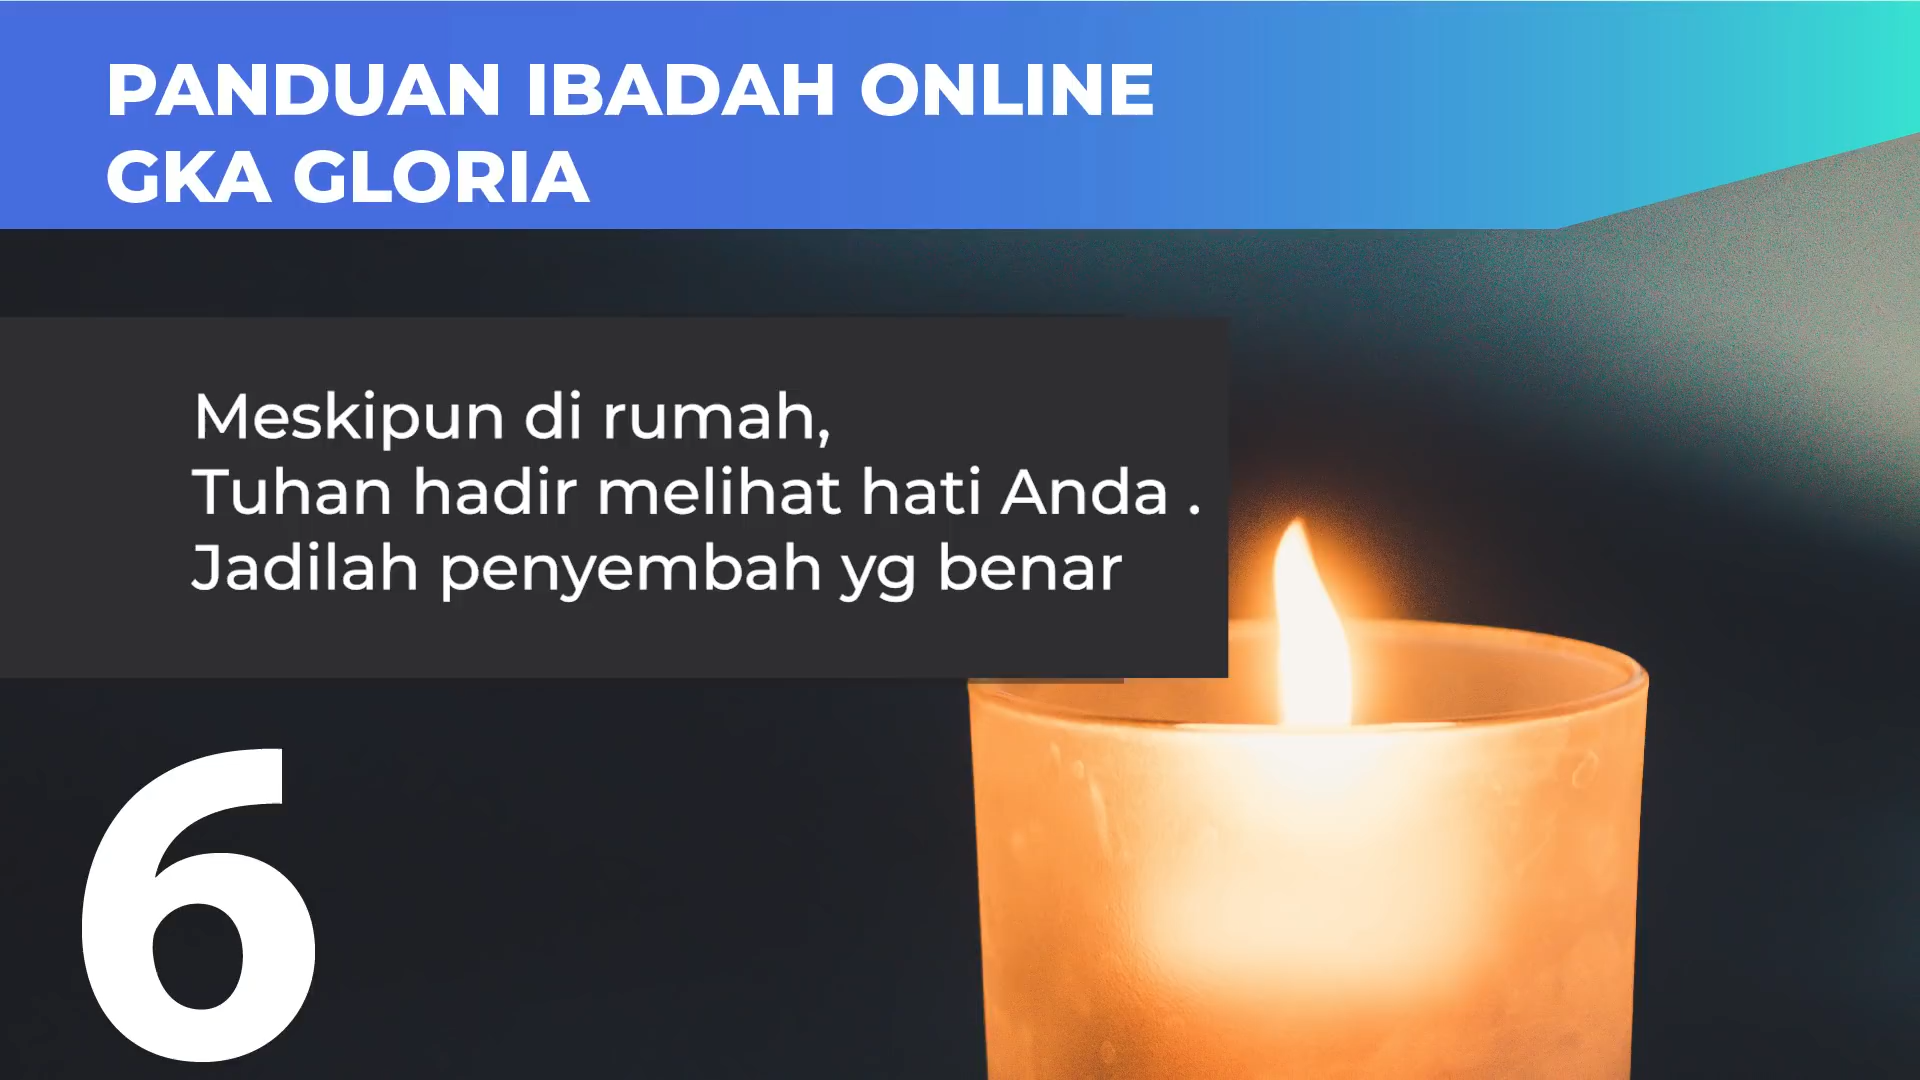 PANDUAN IBADAH ONLINE
GKA GLORIA
Meskipun di rumah,
Tuhan hadir melihat hati Anda .
Jadilah penyembah yg benar
6